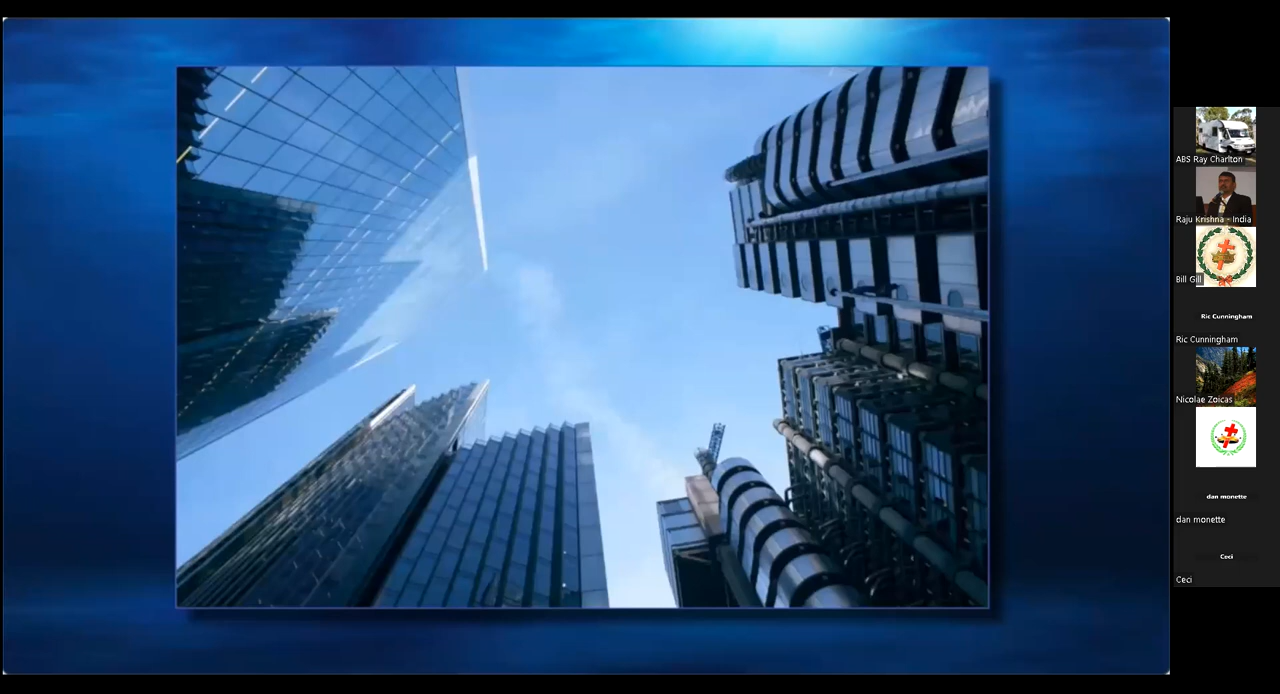 ABS Ray Charlton
Raju Krishna - India
Bill Gill
Ric Cunningham
Ric Cunningham
Nicolae Zoicas
dan monette
dan monette
Ceci
Ceci